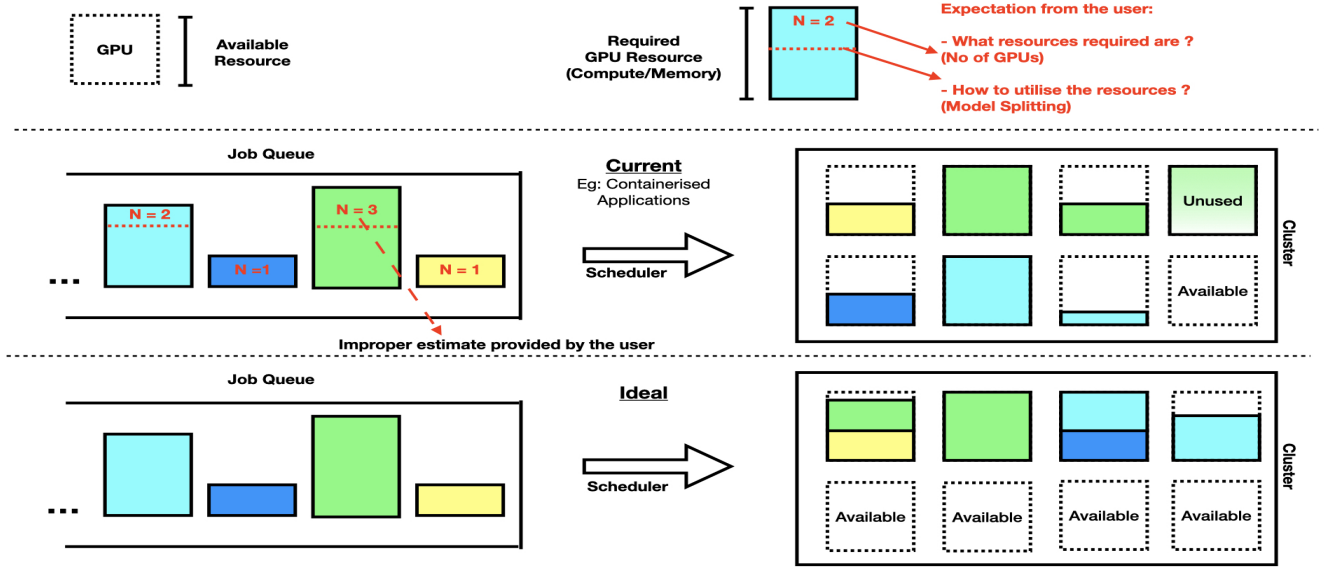 GPU
Available
Resource
Required
GPU Resource
(Compute/Memory)
N = 2
Expectation from the user:
- What resources required are ?
(No of GPUs)
- How to utilise the resources ?
(Model Splitting)
Job Queue
N = 2
N =1
N = 3
N = 1
...
Improper estimate provided by the user
Current
Eg: Containerised
Applications
Scheduler
Unused
Available
Cluster
Job Queue
...
Ideal
Scheduler
Available
Available
Available
Available
Cluster